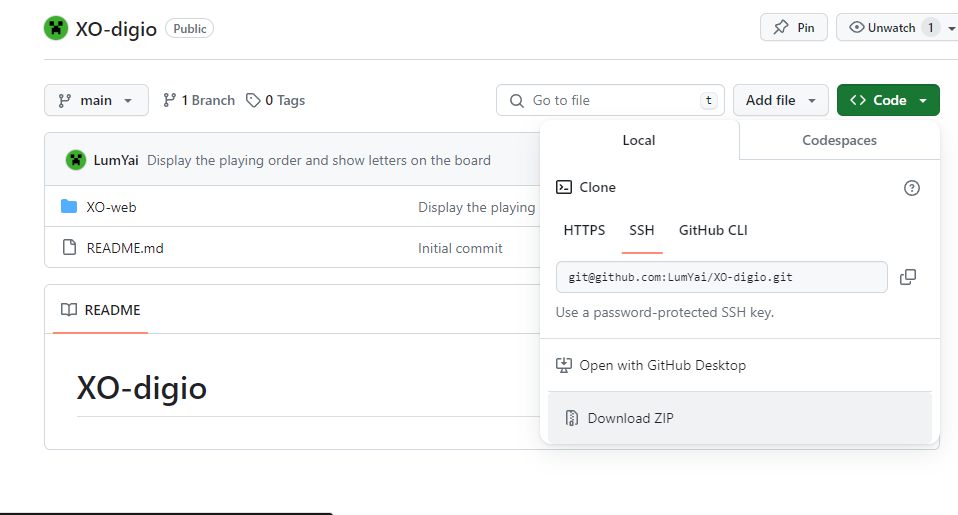 XO-digio Public Pin Unwatch 1
main 1 Branch 0 Tags Go to file t Add file Code
Local Codespaces
LumYai Display the playing order and show letters on the board
Clone
XO-web Display the playing
HTTPS SSH GitHub CLI
README.md Initial commit
git@github.com:LumYai/XO-digio.git
README
Use a password-protected SSH key.
Open with GitHub Desktop
XO-digio
Download ZIP